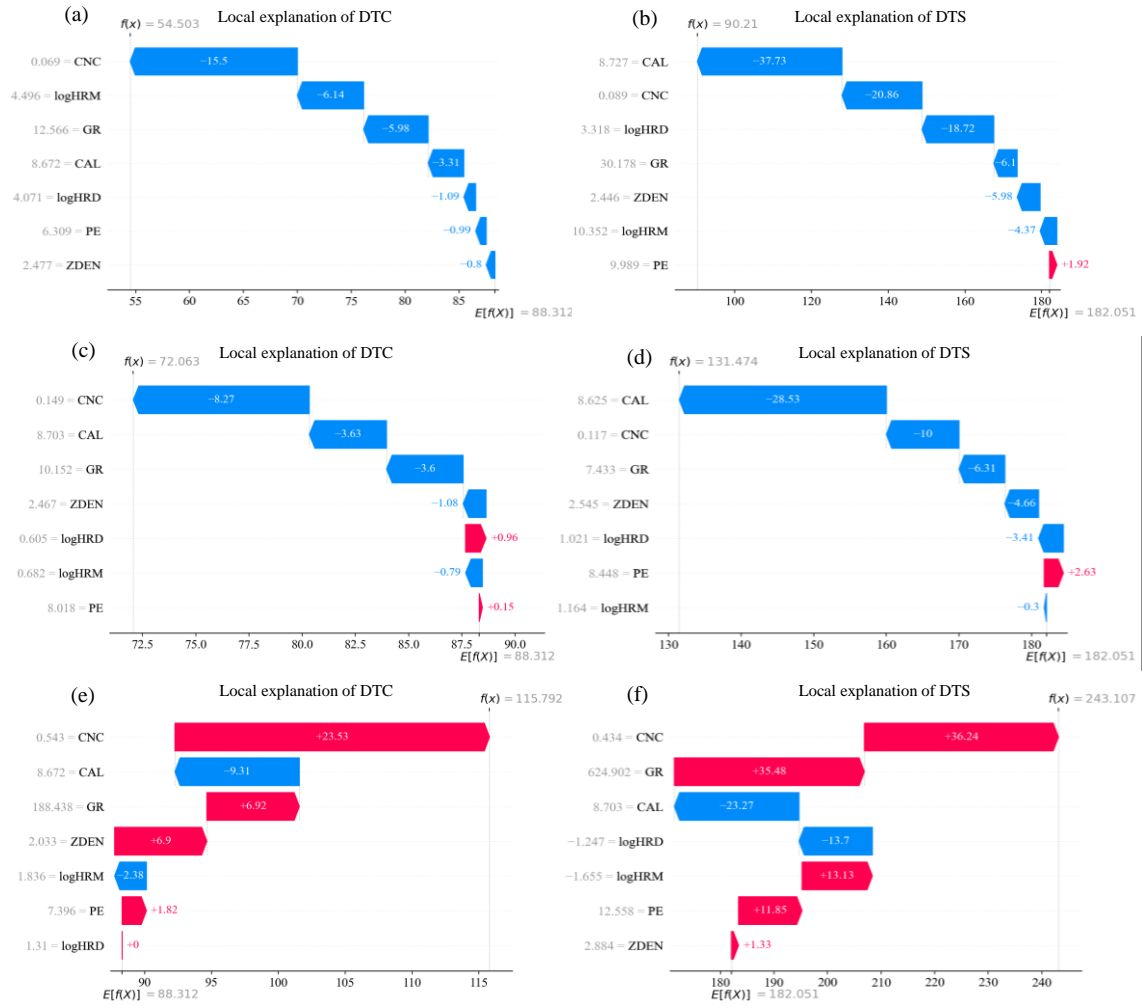 (a)
Local explanation of DTC
f(x) = 54.503
0.069 = CNC
−15.5
4.496 = logHRM
−6.14
12.566 = GR
−5.98
8.672 = CAL
−3.31
4.071 = logHRD
−1.09
6.309 = PE
−0.99
2.477 = ZDEN
−0.8
55 60 65 70 75 80 85
E[f(X)] = 88.312
(b)
Local explanation of DTS
f(x) = 90.21
8.727 = CAL
−37.73
0.089 = CNC
−20.86
3.318 = logHRD
−18.72
30.178 = GR
−6.1
2.446 = ZDEN
−5.98
10.352 = logHRM
−4.37
9.989 = PE
+1.92
100 120 140 160 180
E[f(X)] = 182.051
(c)
Local explanation of DTC
f(x) = 72.063
0.149 = CNC
−8.27
8.703 = CAL
−3.63
10.152 = GR
−3.6
2.467 = ZDEN
−1.08
0.605 = logHRD
+0.96
0.682 = logHRM
−0.79
8.018 = PE
+0.15
72.5 75.0 77.5 80.0 82.5 85.0 87.5 90.0
E[f(X)] = 88.312
(d)
Local explanation of DTS
f(x) = 131.474
8.625 = CAL
−28.53
0.117 = CNC
−10
7.433 = GR
−6.31
2.545 = ZDEN
−4.66
1.021 = logHRD
−3.41
8.448 = PE
+2.63
1.164 = logHRM
−0.3
130 140 150 160 170 180
E[f(X)] = 182.051
(e)
Local explanation of DTC
f(x) = 115.792
0.543 = CNC
+23.53
8.672 = CAL
−9.31
188.438 = GR
+6.92
2.033 = ZDEN
+6.9
1.836 = logHRM
−2.38
7.396 = PE
+1.82
1.31 = logHRD
+0
90 95 100 105 110 115
E[f(X)] = 88.312
(f)
Local explanation of DTS
f(x) = 243.107
0.434 = CNC
+36.24
624.902 = GR
+35.48
8.703 = CAL
−23.27
−1.247 = logHRD
−13.7
−1.655 = logHRM
+13.13
12.558 = PE
+11.85
2.884 = ZDEN
+1.33
180 190 200 210 220 230 240
E[f(X)] = 182.051